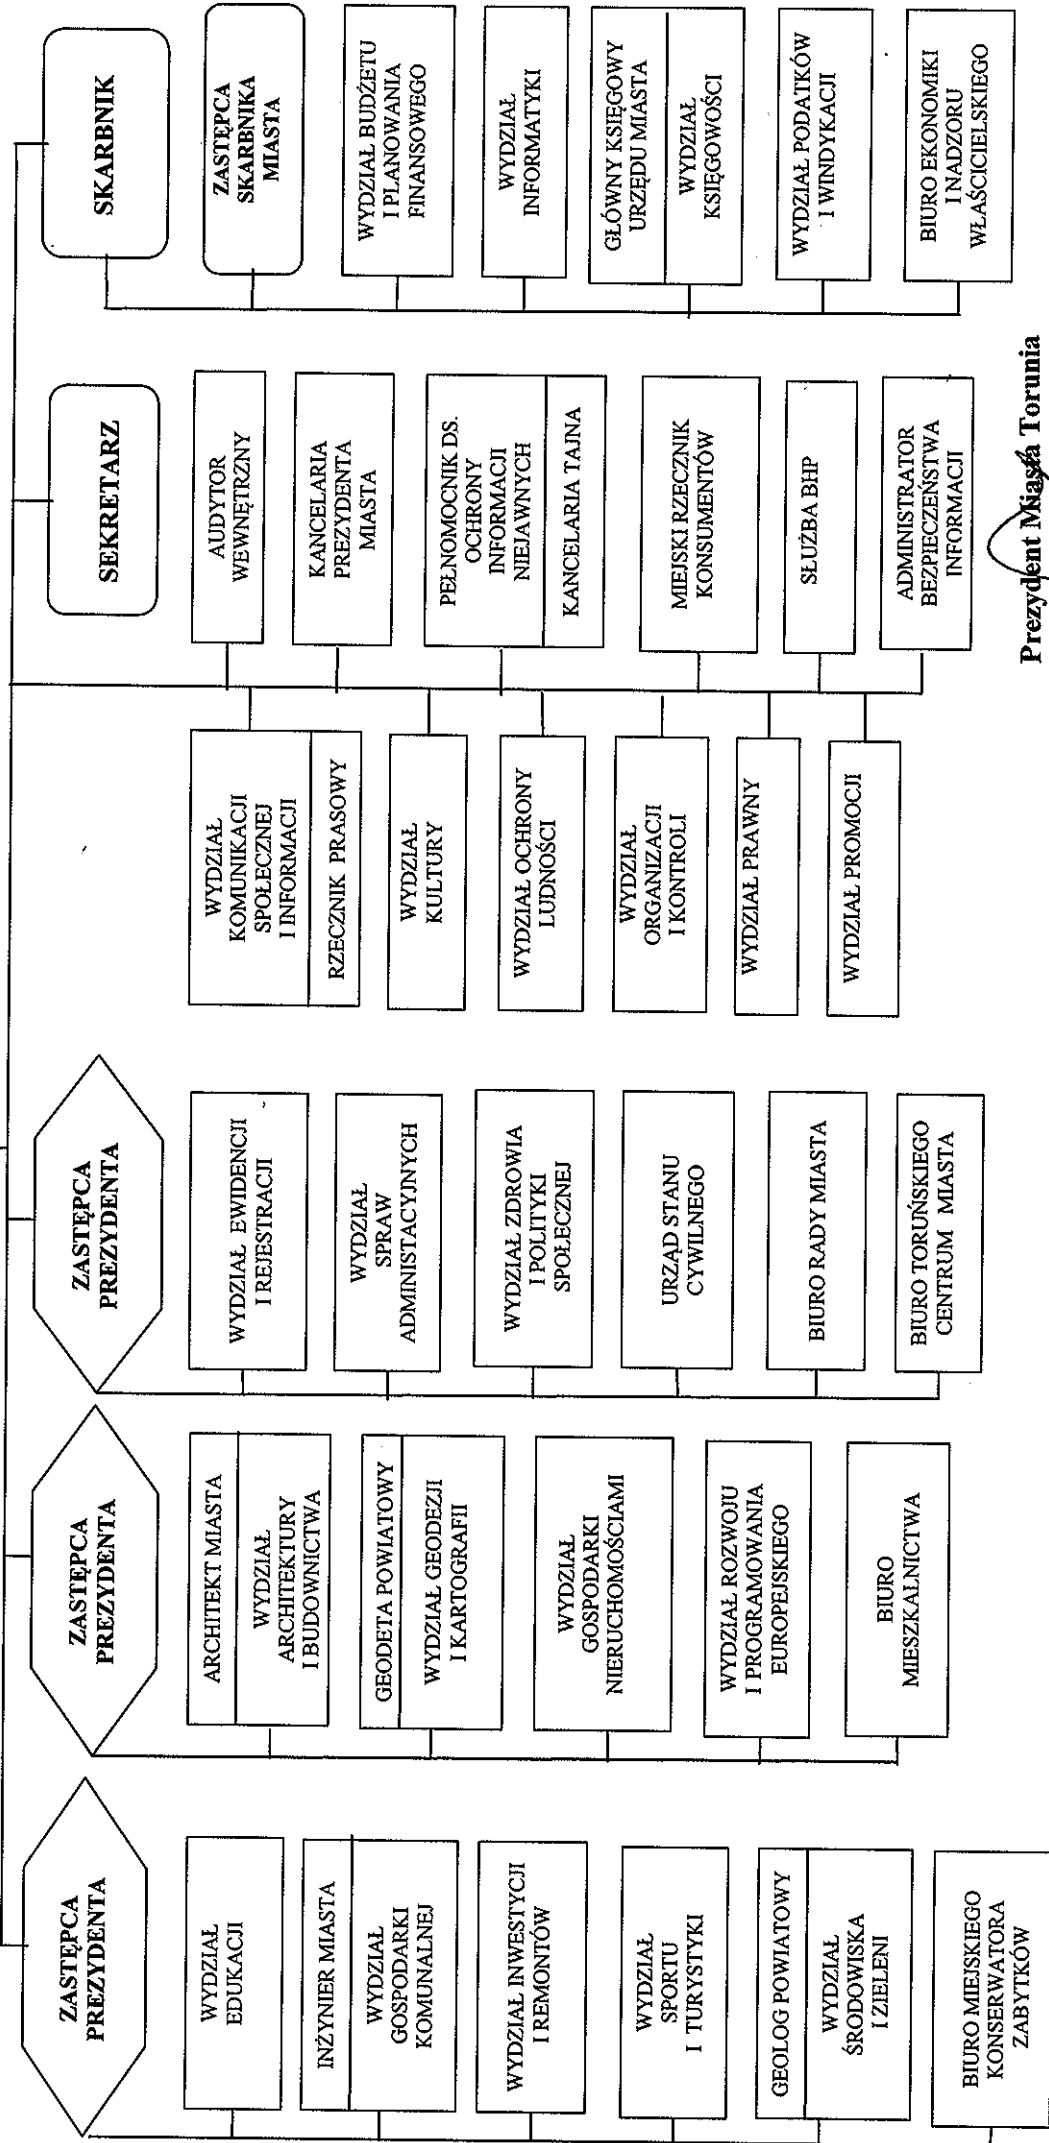 ZASTĘPCA
PREZYDENTA
WYDZIAŁ
EDUKACJI
INŻYNIER MIASTA
WYDZIAŁ
GOSPODARKI
KOMUNALNEJ
WYDZIAŁ INWESTYCJI
I REMONTÓW
WYDZIAŁ
SPORTU
I TURYSTYKI
GEOLOG POWIATOWY
WYDZIAŁ
ŚRODOWISKA
I ZIELENI
BIURO MIEJSKIEGO
KONSERWATORA
ZABYTKÓW
ZASTĘPCA
PREZYDENTA
ARCHITEKT MIASTA
WYDZIAŁ
ARCHITEKTURY
I BUDOWNICTWA
GEODETA POWIATOWY
WYDZIAŁ GEODEZJI
I KARTOGRAFII
WYDZIAŁ
GOSPODARKI
NIERUCHOMOŚCIAMI
WYDZIAŁ ROZWOJU
I PROGRAMOWANIA
EUROPEJSKIEGO
BIURO
MIESZKALNICTWA
ZASTĘPCA
PREZYDENTA
WYDZIAŁ EWIDENCJI
I REJESTRACJI
WYDZIAŁ
SPRAW
ADMINISTACYJNYCH
WYDZIAŁ ZDROWIA
I POLITYKI
SPOŁECZNEJ
URZĄD STANU
CYWILNEGO
BIURO RADY MIASTA
BIURO TORUŃSKIEGO
CENTRUM MIASTA
WYDZIAŁ
KOMUNIKACJI
SPOŁECZNEJ
I INFORMACJI
RZECZNIK PRASOWY
WYDZIAŁ
KULTURY
WYDZIAŁ OCHRONY
LUDNOŚCI
WYDZIAŁ
ORGANIZACJI
I KONTROLI
WYDZIAŁ PRAWNY
WYDZIAŁ PROMOCJI
SEKRETARZ
AUDYTOR
WEWNĘTRZNY
KANCELARIA
PREZYDENTA
MIASTA
PEŁNOMOCNIK DS.
OCHRONY
INFORMACJI
NIEJAWNYCH
KANCELARIA TAJNA
MIEJSKI RZECZNIK
KONSUMENTÓW
SŁUŻBA BHP
ADMINISTRATOR
BEZPIECZEŃSTWA
INFORMACJI
SKARBNIK
ZASTĘPCA
SKARBNIKA
MIASTA
WYDZIAŁ BUDŻETU
I PLANOWANIA
FINANSOWEGO
WYDZIAŁ
INFORMATYKI
GŁÓWNY KSIĘGOWY
URZĘDU MIASTA
WYDZIAŁ
KSIĘGOWOŚCI
WYDZIAŁ PODATKÓW
I WINDYKACJI
BIURO EKONOMIKI
I NADZORU
WŁAŚCICIELSKIEGO
Prezydent Miasta Torunia